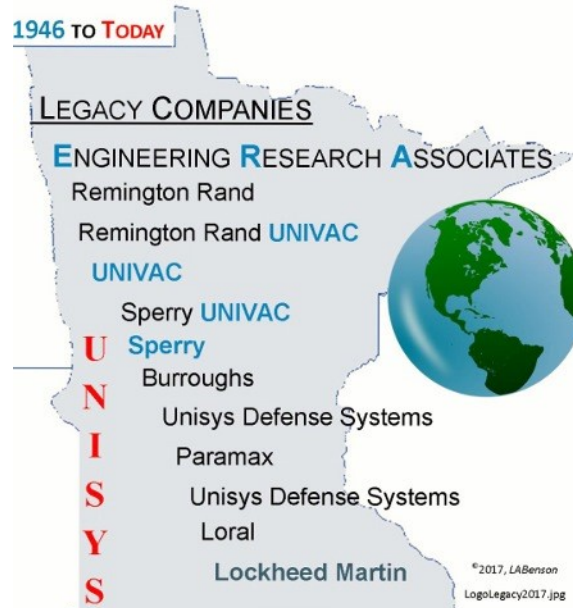 1946 TO TODAY
LEGACY COMPANIES
ENGINEERING RESEARCH ASSOCIATES
Remington Rand
Remington Rand UNIVAC
UNIVAC
Sperry UNIVAC
Sperry
Burroughs
Unisys Defense Systems
Paramax
Unisys Defense Systems
Loral
Lockheed Martin
UNISYS
©2017, LABenson
LogoLegacy2017.jpg